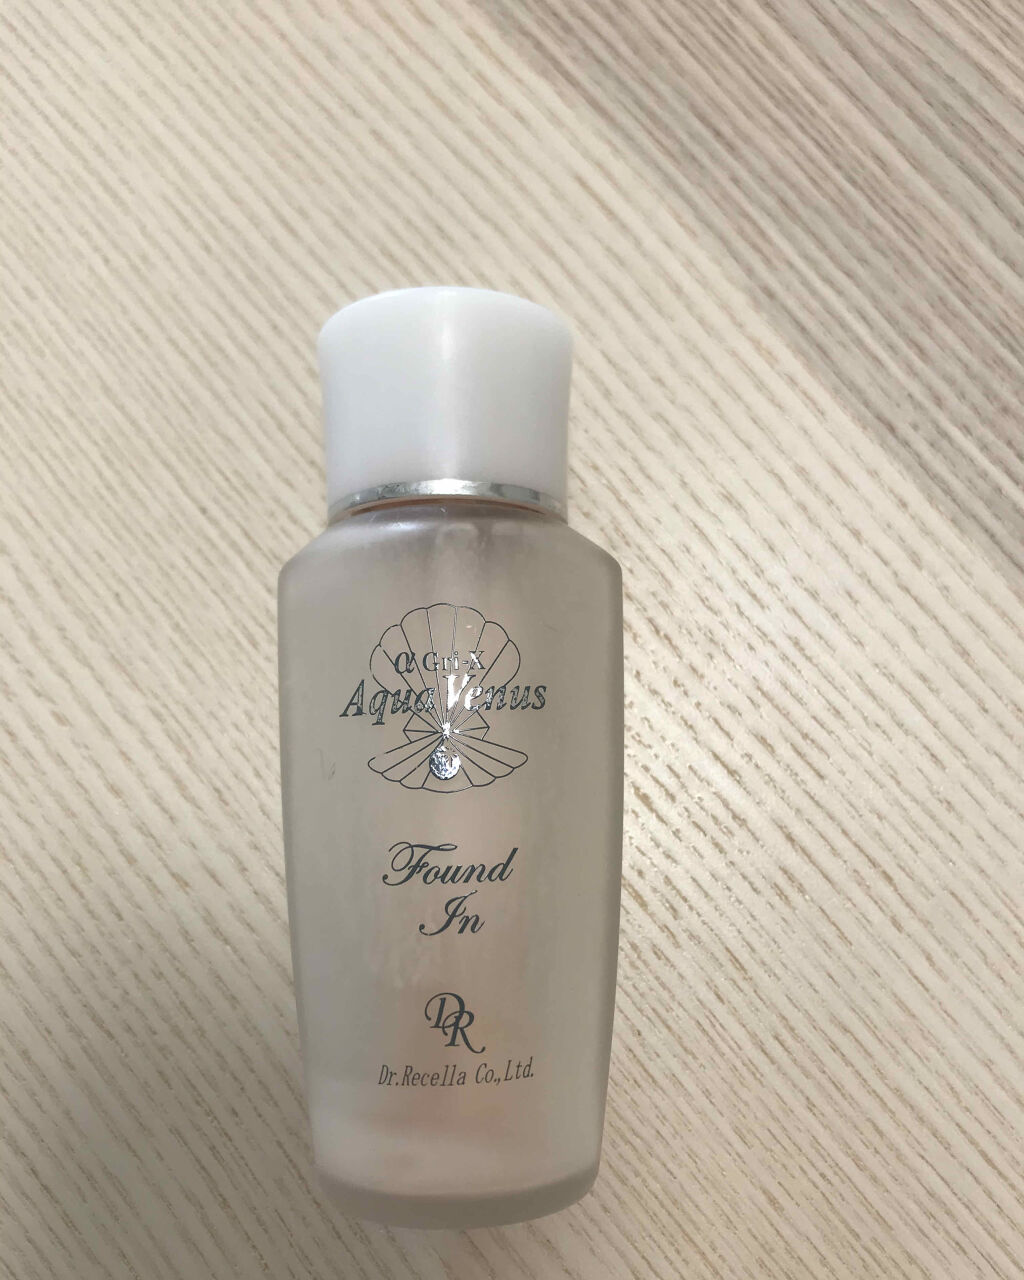 α Gri-X
Aqua Venus
Found
In
DR
Dr.Recella Co.,Ltd.